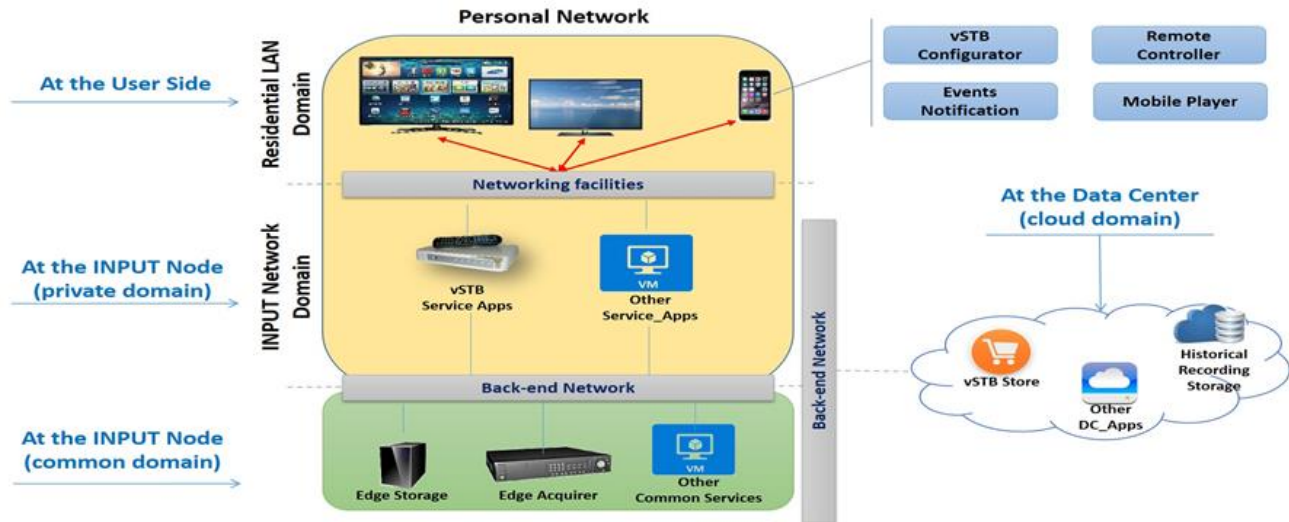 Personal Network
At the User Side
Residential LAN
Domain
vSTB
Configurator
Remote
Controller
Events
Notification
Mobile Player
Networking facilities
At the INPUT Node
(private domain)
INPUT Network
Domain
vSTB
Service Apps
VM
Other
Service_Apps
Back-end Network
At the INPUT Node
(common domain)
Edge Storage
Edge Acquirer
VM
Other
Common Services
Back-end Network
At the Data Center
(cloud domain)
vSTB Store
Other
DC_Apps
Historical
Recording
Storage